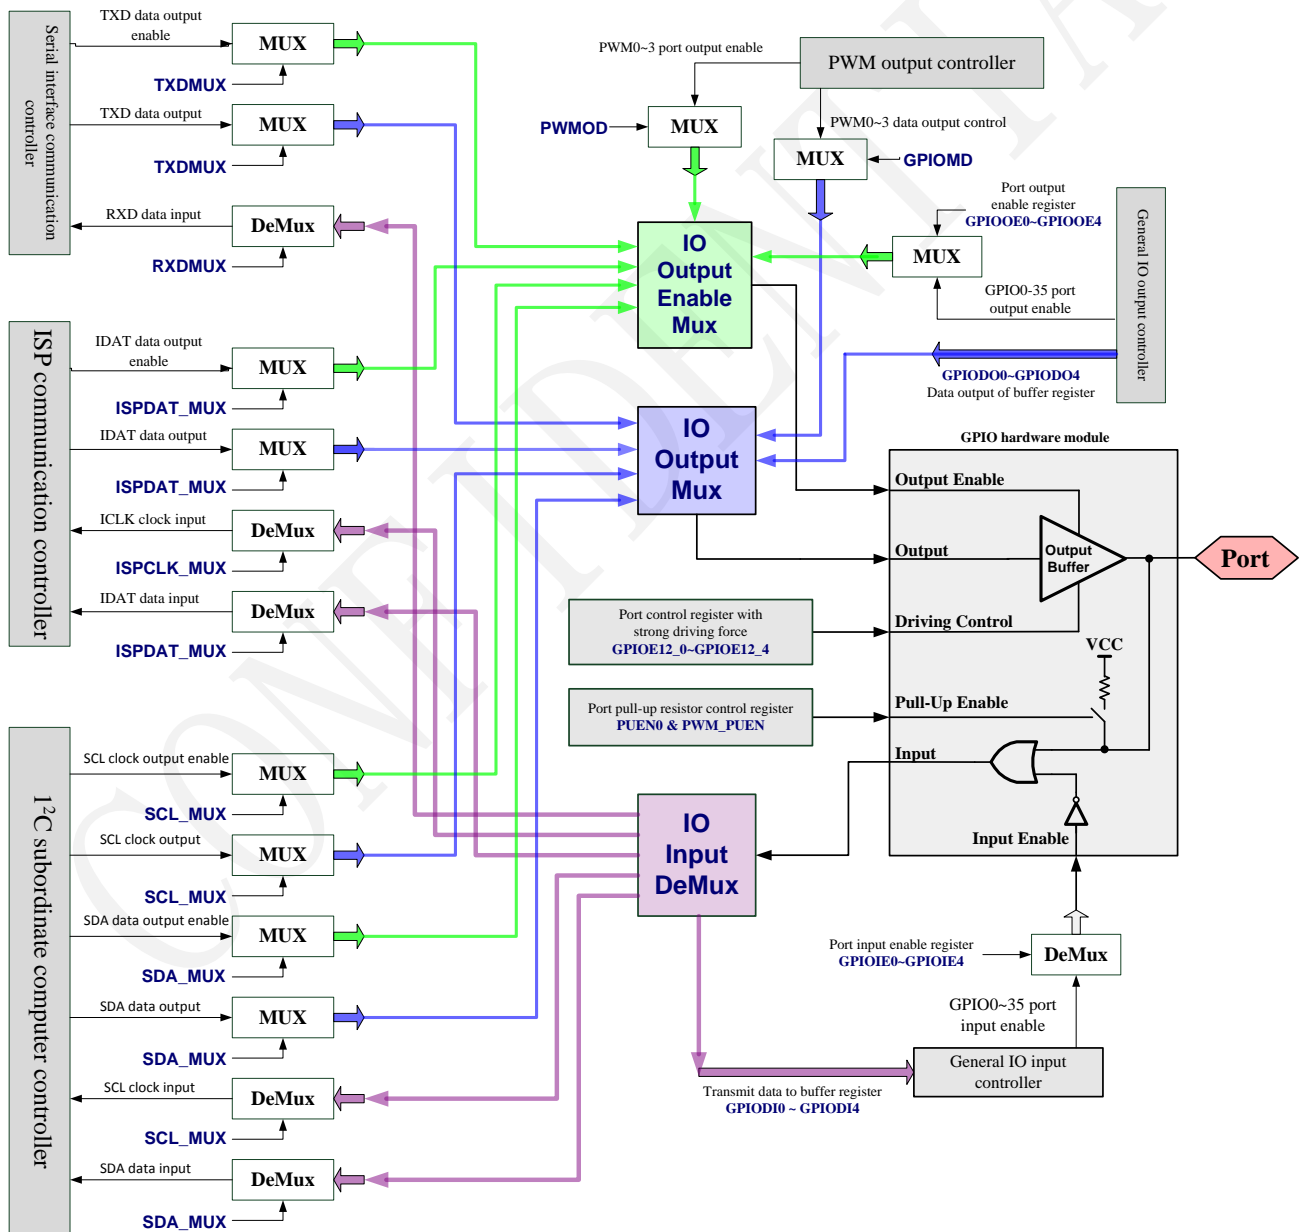 Serial interface communication
controller
TXD data output
enable
MUX
TXDMUX
TXD data output
MUX
TXDMUX
RXD data input
DeMux
RXDMUX
ISP communication controller
IDAT data output
enable
MUX
ISPDAT_MUX
IDAT data output
MUX
ISPDAT_MUX
ICLK clock input
DeMux
ISPCLK_MUX
IDAT data input
DeMux
ISPDAT_MUX
1²C subordinate computer controller
SCL clock output enable
MUX
SCL_MUX
SCL clock output
MUX
SCL_MUX
SDA data output enable
MUX
SDA_MUX
SDA data output
MUX
SDA_MUX
SCL clock input
DeMux
SCL_MUX
SDA data input
DeMux
SDA_MUX
PWM0~3 port output enable
PWM output controller
PWMOD
MUX
PWM0~3 data output control
MUX
GPIOMD
Port output
enable register
GPIOOE0~GPIOOE4
MUX
GPIO0-35 port
output enable
General IO output controller
GPIODO0~GPIODO4
Data output of buffer register
IO
Output
Enable
Mux
IO
Output
Mux
GPIO hardware module
Output Enable
Output
Output
Buffer
Port
Driving Control
VCC
Pull-Up Enable
Input
Input Enable
Port control register with
strong driving force
GPIOE12_0~GPIOE12_4
Port pull-up resistor control register
PUEN0 & PWM_PUEN
IO
Input
DeMux
Port input enable register
GPIOIE0~GPIOIE4
DeMux
GPIO0~35 port
input enable
General IO input
controller
Transmit data to buffer register
GPIODI0 ~ GPIODI4
CONFIDENTIA